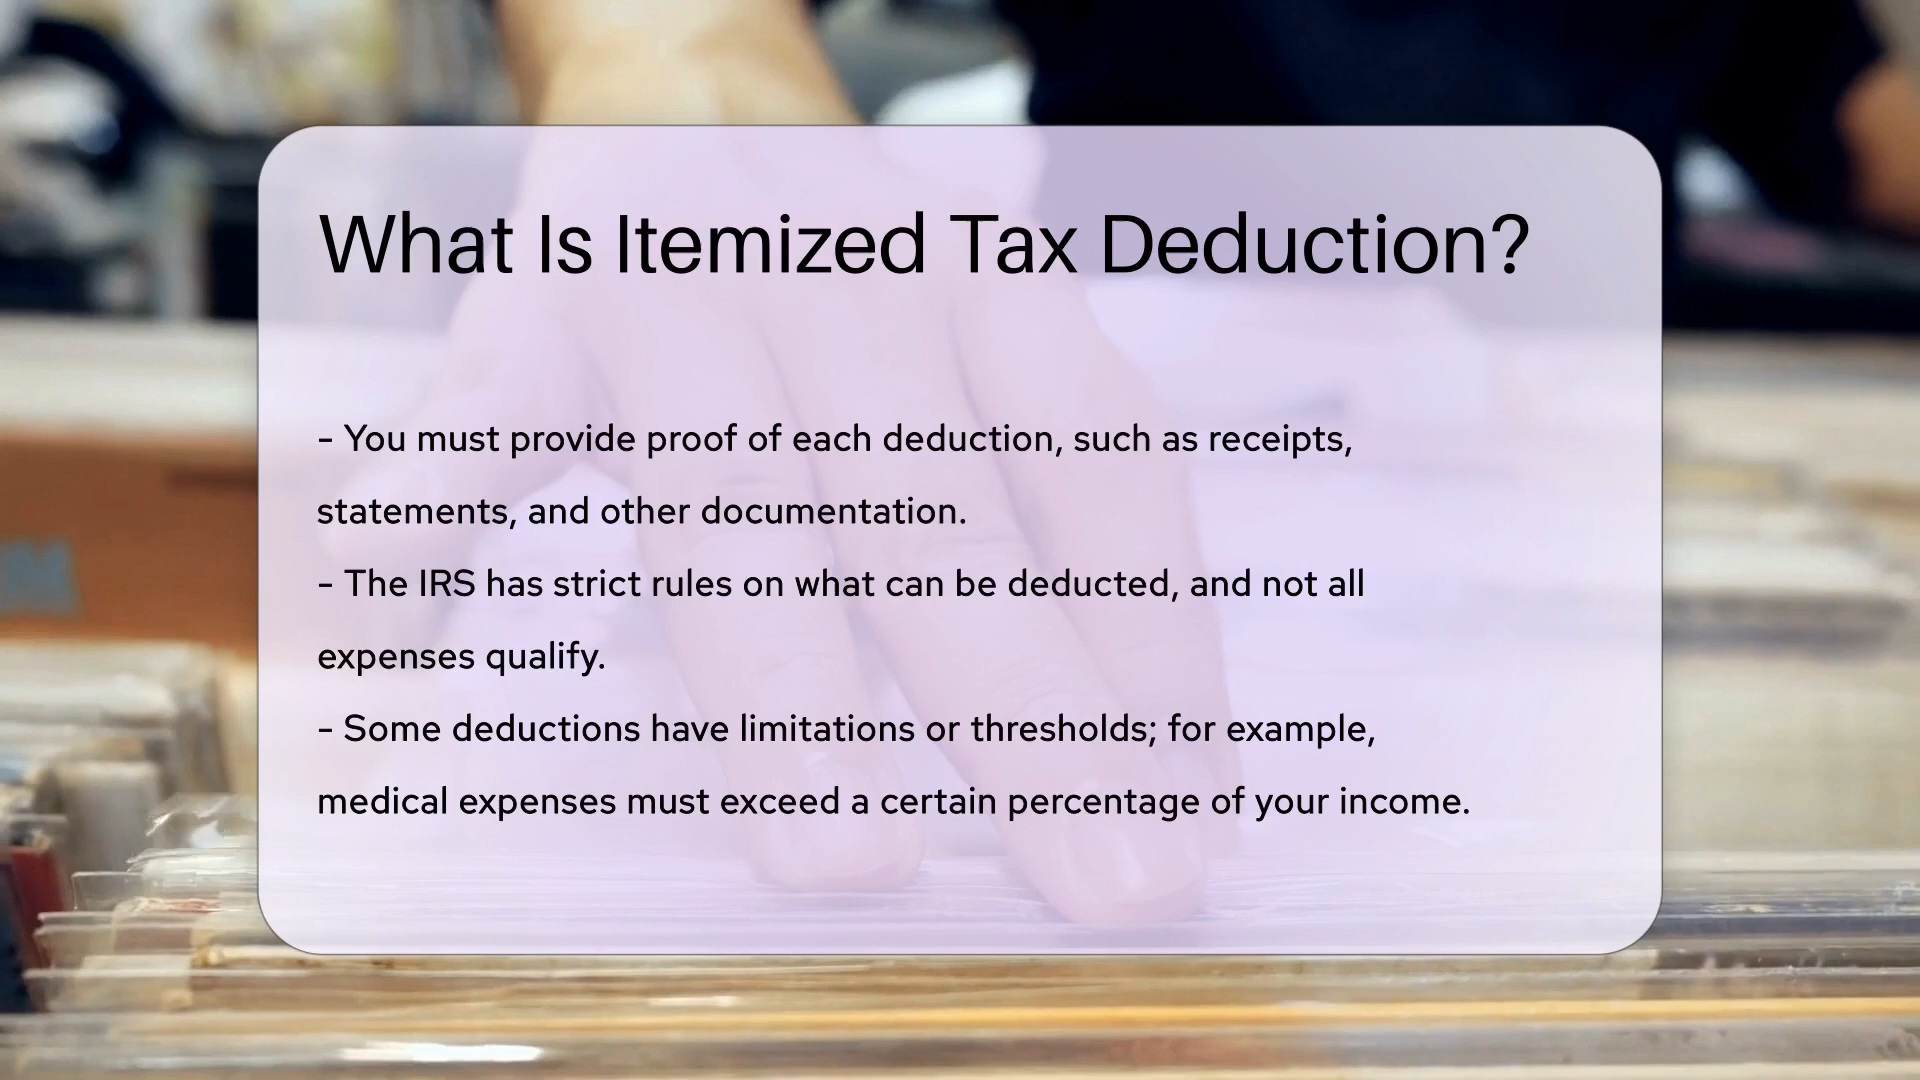 What Is Itemized Tax Deduction?
- You must provide proof of each deduction, such as receipts,
statements, and other documentation.
- The IRS has strict rules on what can be deducted, and not all
expenses qualify.
- Some deductions have limitations or thresholds; for example,
medical expenses must exceed a certain percentage of your income.